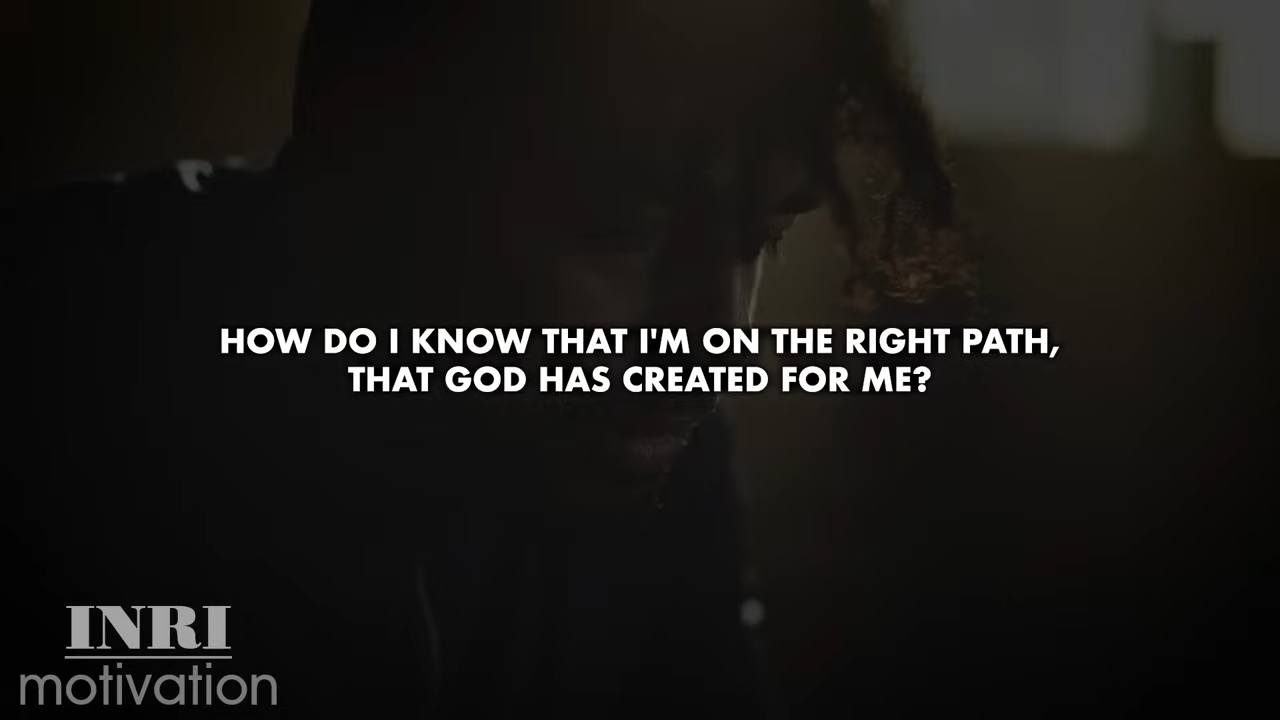 HOW DO I KNOW THAT I'M ON THE RIGHT PATH,
THAT GOD HAS CREATED FOR ME?
INRI
motivation